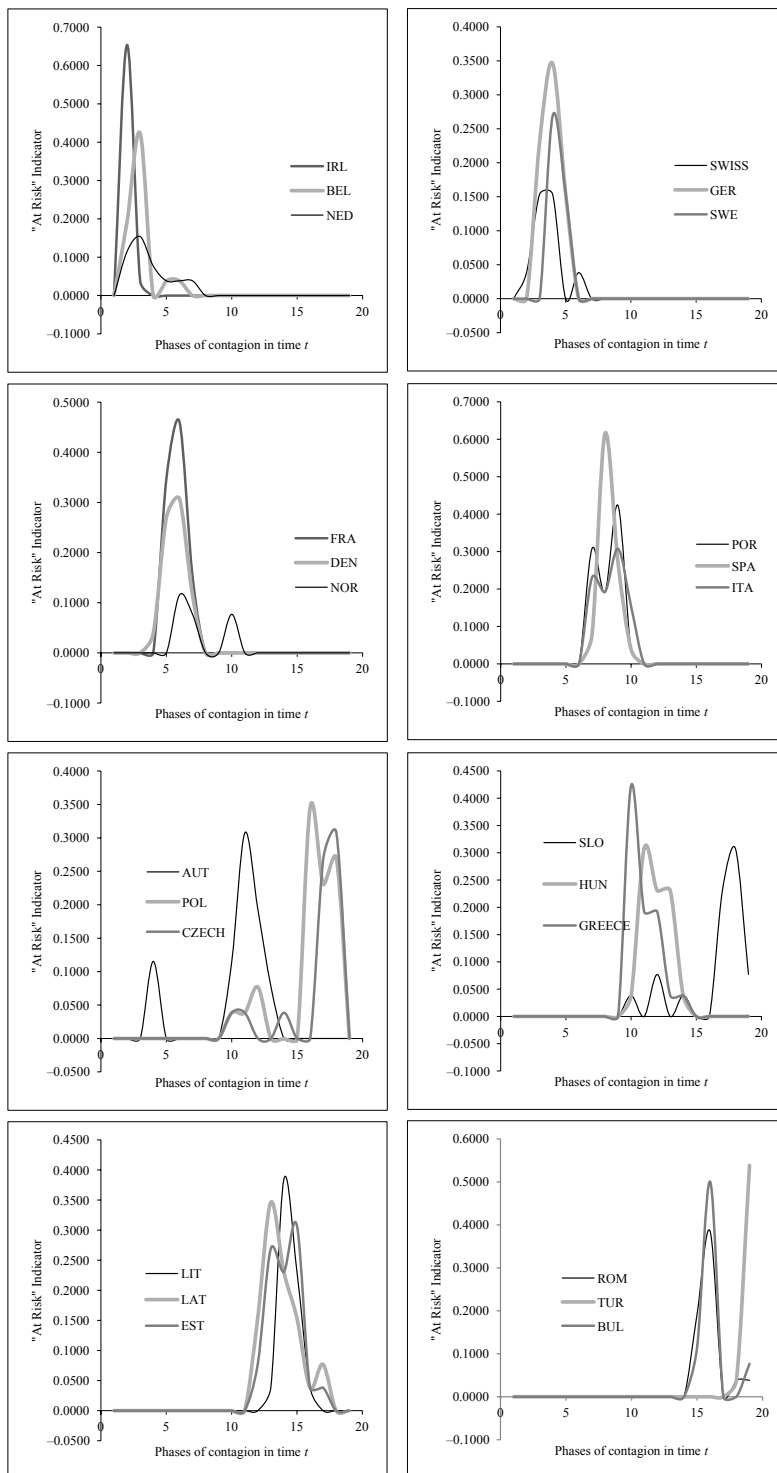 0.7000
0.6000
0.5000
0.4000
0.3000
0.2000
0.1000
0.0000
–0.1000
"At Risk" Indicator
IRL
BEL
NED
0 5 10 15 20
Phases of contagion in time t
0.4000
0.3500
0.3000
0.2500
0.2000
0.1500
0.1000
0.0500
0.0000
–0.0500
"At Risk" Indicator
SWISS
GER
SWE
0 5 10 15 20
Phases of contagion in time t
0.5000
0.4000
0.3000
0.2000
0.1000
0.0000
–0.1000
"At Risk" Indicator
FRA
DEN
NOR
0 5 10 15 20
Phases of contagion in time t
0.7000
0.6000
0.5000
0.4000
0.3000
0.2000
0.1000
0.0000
–0.1000
"At Risk" Indicator
POR
SPA
ITA
0 5 10 15 20
Phases of contagion in time t
0.4000
0.3500
0.3000
0.2500
0.2000
0.1500
0.1000
0.0500
0.0000
–0.0500
"At Risk" Indicator
AUT
POL
CZECH
0 5 10 15 20
Phases of contagion in time t
0.4500
0.4000
0.3500
0.3000
0.2500
0.2000
0.1500
0.1000
0.0500
0.0000
–0.0500
–0.1000
"At Risk" Indicator
SLO
HUN
GREECE
0 5 10 15 20
Phases of contagion in time t
0.4500
0.4000
0.3500
0.3000
0.2500
0.2000
0.1500
0.1000
0.0500
0.0000
–0.0500
"At Risk" Indicator
LIT
LAT
EST
0 5 10 15 20
Phases of contagion in time t
0.6000
0.5000
0.4000
0.3000
0.2000
0.1000
0.0000
–0.1000
"At Risk" Indicator
ROM
TUR
BUL
0 5 10 15 20
Phases of contagion in time t